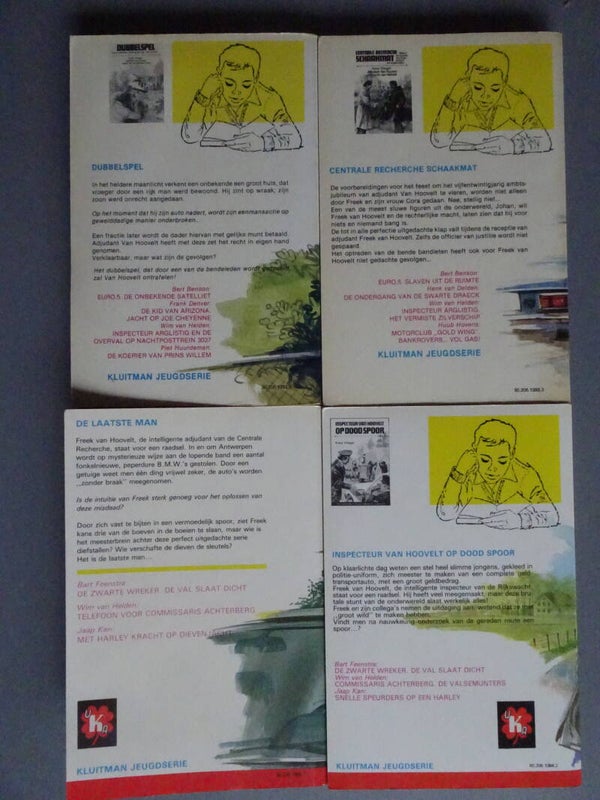 DUBBELSPEL
DUBBELSPEL
In het heldere maanlicht verkent een onbekende een groot huis, dat
vroeger door een rijk man werd bewoond. Hij zint op wraak, zijn
zoon werd onrecht aangedaan.
Op het moment dat hij zijn auto nadert, wordt zijn eenmansactie op
gewelddadige manier onderbroken...
Een fractie later wordt de dader hiervan met gelijke munt betaald.
Adjudant Van Hoovelt heeft met deze zet het recht in eigen hand
genomen.
Verklaarbaar, maar wat zijn de gevolgen?
Het dubbelspel, dat door een van de bendeleden wordt gespeeld,
zal Van Hoovelt ontrafelen!
Bert Benson:
EURO.5. DE ONBEKENDE SATELLIET
Frank Denver:
DE KID VAN ARIZONA.
JACHT OP JOE CHEYENNE
Wim van Helden:
INSPECTEUR ARGLISTIG EN DE
OVERVAL OP NACHTPOSTTREIN 3037
Piet Huurdeman:
DE KOERIER VAN PRINS WILLEM
KLUITMAN JEUGDSERIE
CENTRALE RECHERCHE
SCHAAKMAT
CENTRALE RECHERCHE SCHAAKMAT
De voorbereidingen voor het feest om het vijfentwintigjarig ambts-
jubileum van adjudant Van Hoovelt te vieren, worden niet alleen
door Freek en zijn vrouw Cora gedaan. Nee, stellig niet...
Een van de meest sluwe figuren uit de onderwereld, Johan, wil
Freek van Hoovelt en de rechterlijke macht, laten zien dat hij voor
niets en niemand bang is.
De tot in alle perfectie uitgedachte klap valt tijdens de receptie van
adjudant Freek van Hoovelt. Zelfs de officier van justitie wordt niet
gespaard.
Het optreden van de bende bandieten heeft ook voor Freek van
Hoovelt niet gedachte gevolgen...
Bert Benson
EURO.5. SLAVEN UIT DE RUIMTE
Henk van Delden:
DE ONDERGANG VAN DE SWARTE DRAECK
Wim van Helden:
INSPECTEUR ARGLISTIG.
HET VERMISTE ZILVERSCHIP
Huub Havens:
MOTORCLUB „GOLD WING”
BANKROVERS... VOL GAS!
KLUITMAN JEUGDSERIE
DE LAATSTE MAN
Freek van Hoovelt, de intelligente adjudant van de Centrale
Recherche, staat voor een raadsel. In en om Antwerpen
wordt op mysterieuze wijze aan de lopende band een aantal
fonkelnieuwe, peperdure B.M.W.'s gestolen. Door een
getuige weet men één ding vrijwel zeker, de auto's worden
„zonder braak” meegenomen.
Is de intuïtie van Freek sterk genoeg voor het oplossen van
deze misdaad?
Door zich vast te bijten in een vermoedelijk spoor, ziet Freek
kans drie van de boeven in de boeien te slaan, maar wie is
het meesterbrein achter deze perfect uitgedachte serie
diefstallen? Wie verschafte de dieven de sleutels?
Het is de laatste man...
Bart Feenstra
DE ZWARTE WREKER. DE VAL SLAAT DICHT
Wim van Helden:
TELEFOON VOOR COMMISSARIS ACHTERBERG
Jaap Kan:
MET HARLEY KRACHT OP DIEVENJACHT
KLUITMAN JEUGDSERIE
INSPECTEUR VAN HOOVELT
OP DOOD SPOOR
INSPECTEUR VAN HOOVELT OP DOOD SPOOR
Op klaarlichte dag weten een stel heel slimme jongens, gekleed in
politie-uniform, zich meester te maken van een complete geld
transportauto, met een groot geldbedrag.
Freek van Hoovelt, de intelligente inspecteur van de Rijkswacht,
staat voor een raadsel. Hij heeft veel meegemaakt, maar deze bru
tale stunt van de onderwereld slaat werkelijk alles!
Freek en zijn collega's nemen de uitdaging aan, wetend dat ze met
„groot wild” te maken hebben...
Vindt men na nauwkeurig onderzoek van de gereden route een
spoor...?
Bart Feenstra:
DE ZWARTE WREKER. DE VAL SLAAT DICHT
Wim van Helden:
COMMISSARIS ACHTERBERG. DE VALSEMUNTERS
Jaap Kan:
SNELLE SPEURDERS OP EEN HARLEY
KLUITMAN JEUGDSERIE